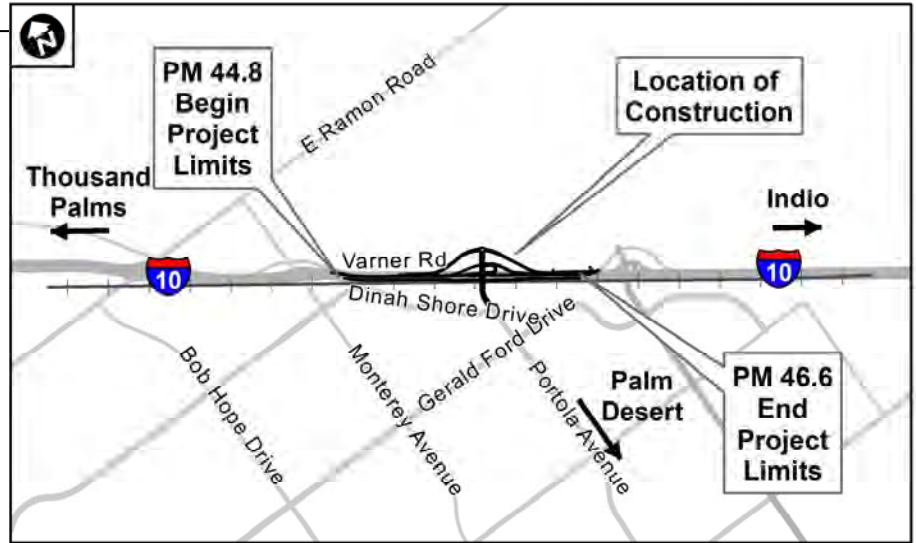 N
PM 44.8
Begin
Project
Limits
E Ramon Road
Location of
Construction
Thousand
Palms
Indio
10
Varner Rd
10
Dinah Shore Drive
Gerald Ford Drive
Bob Hope Drive
Monterey Avenue
Portola Avenue
Palm
Desert
PM 46.6
End
Project
Limits